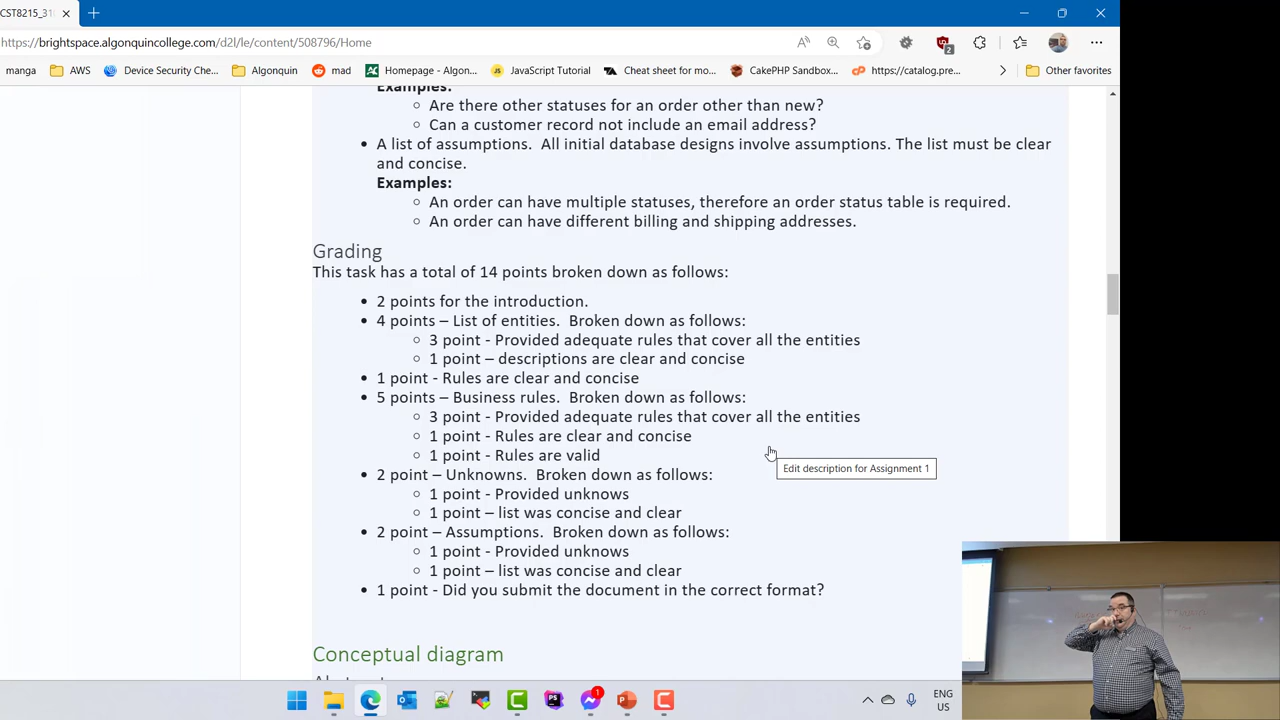 CST8215_31
https://brightspace.algonquincollege.com/d2l/le/content/508796/Home
manga AWS Device Security Che... Algonquin mad Homepage - Algon... JavaScript Tutorial Cheat sheet for mo... CakePHP Sandbox... https://catalog.pre... Other favorites
Examples:
Are there other statuses for an order other than new?
Can a customer record not include an email address?
A list of assumptions. All initial database designs involve assumptions. The list must be clear
and concise.
Examples:
An order can have multiple statuses, therefore an order status table is required.
An order can have different billing and shipping addresses.
Grading
This task has a total of 14 points broken down as follows:
2 points for the introduction.
4 points – List of entities. Broken down as follows:
3 point - Provided adequate rules that cover all the entities
1 point – descriptions are clear and concise
1 point - Rules are clear and concise
5 points – Business rules. Broken down as follows:
3 point - Provided adequate rules that cover all the entities
1 point - Rules are clear and concise
1 point - Rules are valid
Edit description for Assignment 1
2 point – Unknowns. Broken down as follows:
1 point - Provided unknows
1 point – list was concise and clear
2 point – Assumptions. Broken down as follows:
1 point - Provided unknows
1 point – list was concise and clear
1 point - Did you submit the document in the correct format?
Conceptual diagram
ENG
US